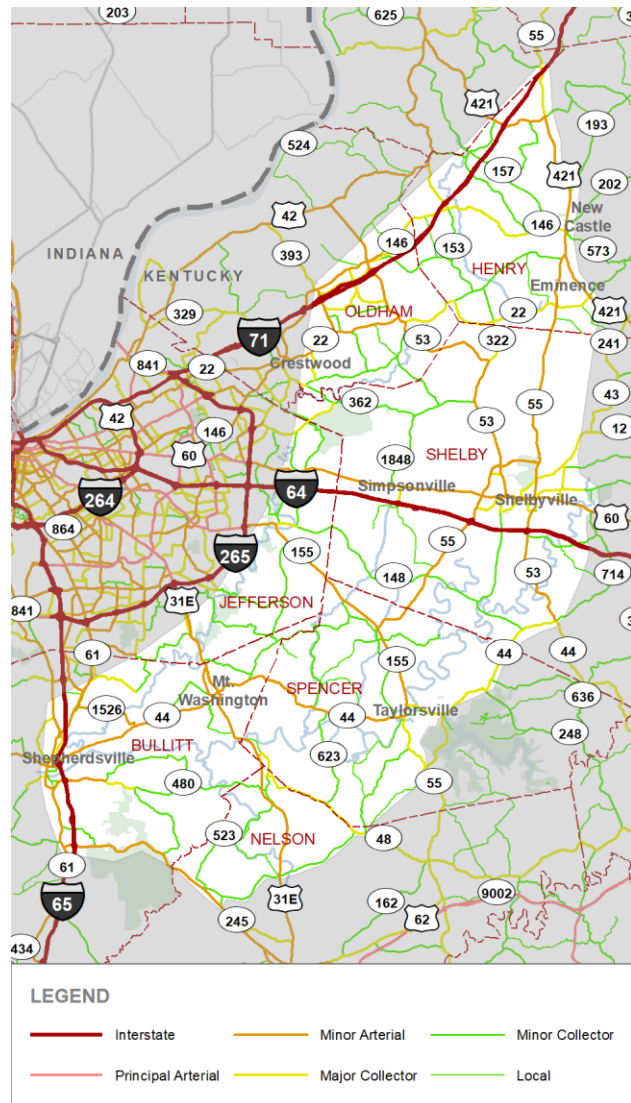 203
625
55
421
193
524
157
421
202
42
New
Castle
146
146
153
573
393
INDIANA
HENRY
KENTUCKY
Eminence
329
22
421
OLDHAM
71
22
53
322
241
841
22
Crestwood
362
55
43
42
146
53
12
60
1848
SHELBY
Simpsonville
64
264
Shelbyville
60
864
55
265
155
714
148
53
31E
841
JEFFERSON
61
44
44
155
Mt.
Washington
SPENCER
636
1526
44
44
Taylorsville
248
BULLITT
Shepherdsville
623
480
55
523
NELSON
48
61
65
31E
162
9002
62
245
434
LEGEND
Interstate
Minor Arterial
Minor Collector
Principal Arterial
Major Collector
Local